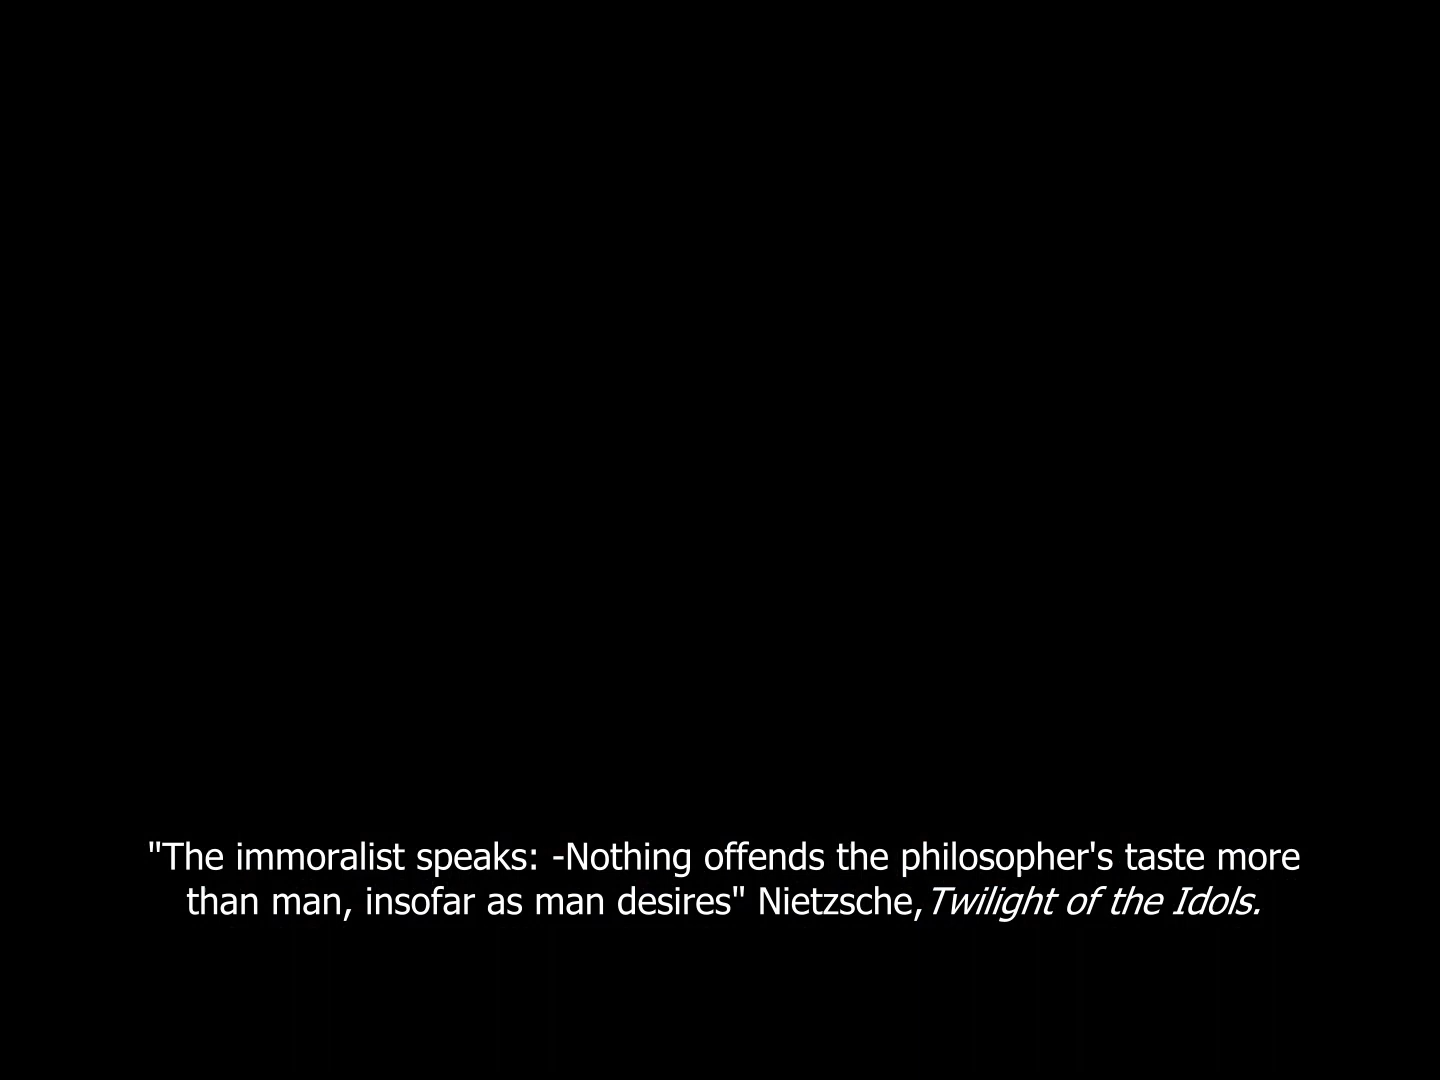 "The immoralist speaks: -Nothing offends the philosopher's taste more
than man, insofar as man desires" Nietzsche,Twilight of the Idols.